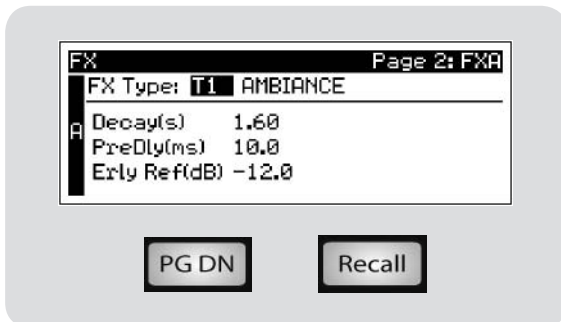 FX Page 2: FXA
FX Type: T1 AMBIANCE
A
Decay(s) 1.60
PreDly(ms) 10.0
Erly Ref(dB) -12.0
PG DN Recall